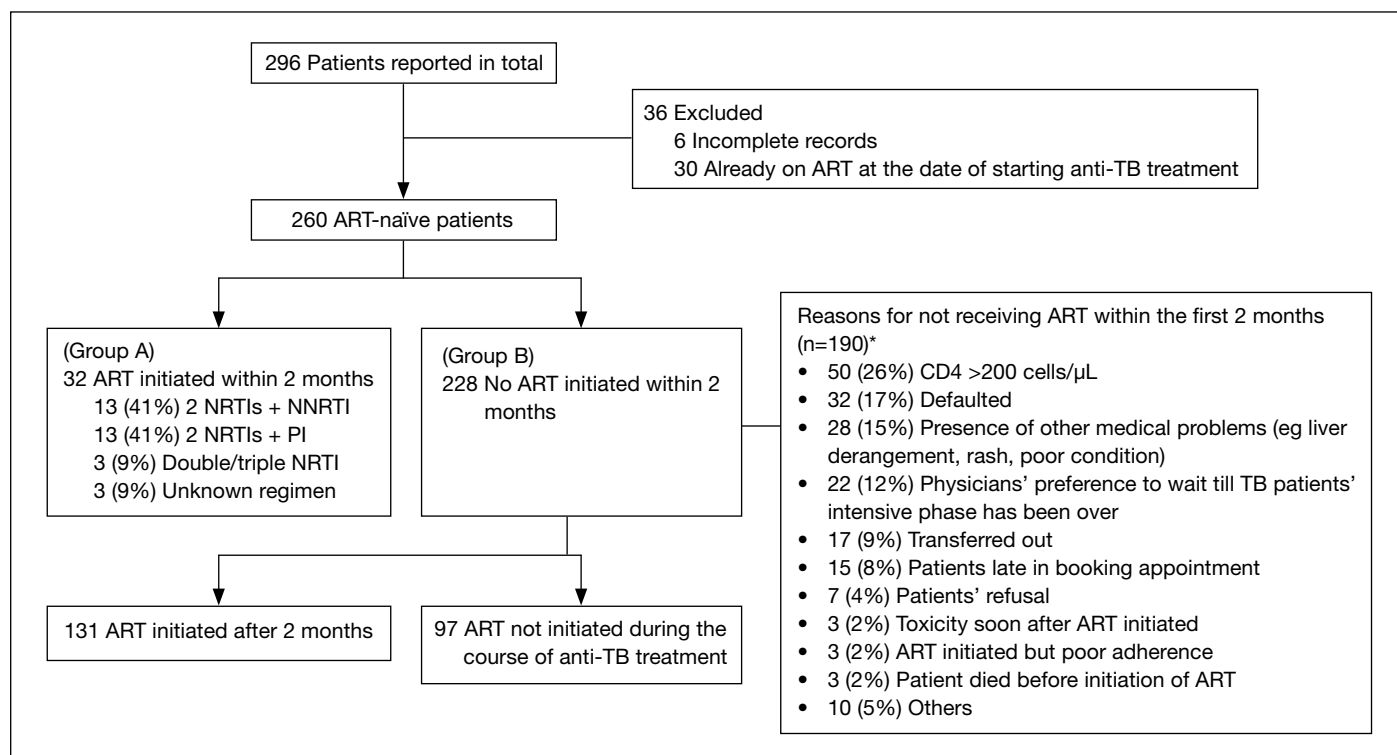 296 Patients reported in total
36 Excluded
6 Incomplete records
30 Already on ART at the date of starting anti-TB treatment
260 ART-naïve patients
(Group A)
32 ART initiated within 2 months
13 (41%) 2 NRTIs + NNRTI
13 (41%) 2 NRTIs + PI
3 (9%) Double/triple NRTI
3 (9%) Unknown regimen
(Group B)
228 No ART initiated within 2
months
Reasons for not receiving ART within the first 2 months
(n=190)*
• 50 (26%) CD4 >200 cells/µL
• 32 (17%) Defaulted
• 28 (15%) Presence of other medical problems (eg liver
derangement, rash, poor condition)
• 22 (12%) Physicians’ preference to wait till TB patients’
intensive phase has been over
• 17 (9%) Transferred out
• 15 (8%) Patients late in booking appointment
• 7 (4%) Patients’ refusal
• 3 (2%) Toxicity soon after ART initiated
• 3 (2%) ART initiated but poor adherence
• 3 (2%) Patient died before initiation of ART
• 10 (5%) Others
131 ART initiated after 2 months
97 ART not initiated during the
course of anti-TB treatment